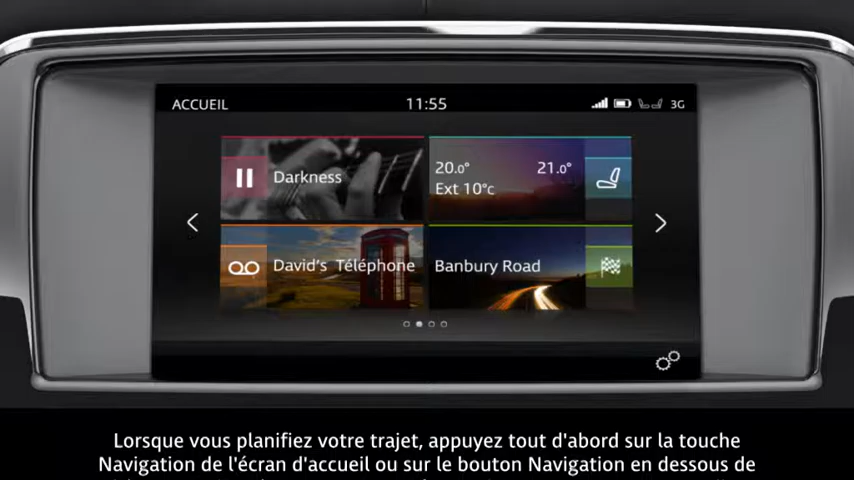 ACCUEIL 11:55 3G
Darkness
20.0° 21.0°
Ext 10°c
David's Téléphone
Banbury Road
Lorsque vous planifiez votre trajet, appuyez tout d'abord sur la touche
Navigation de l'écran d'accueil ou sur le bouton Navigation en dessous de